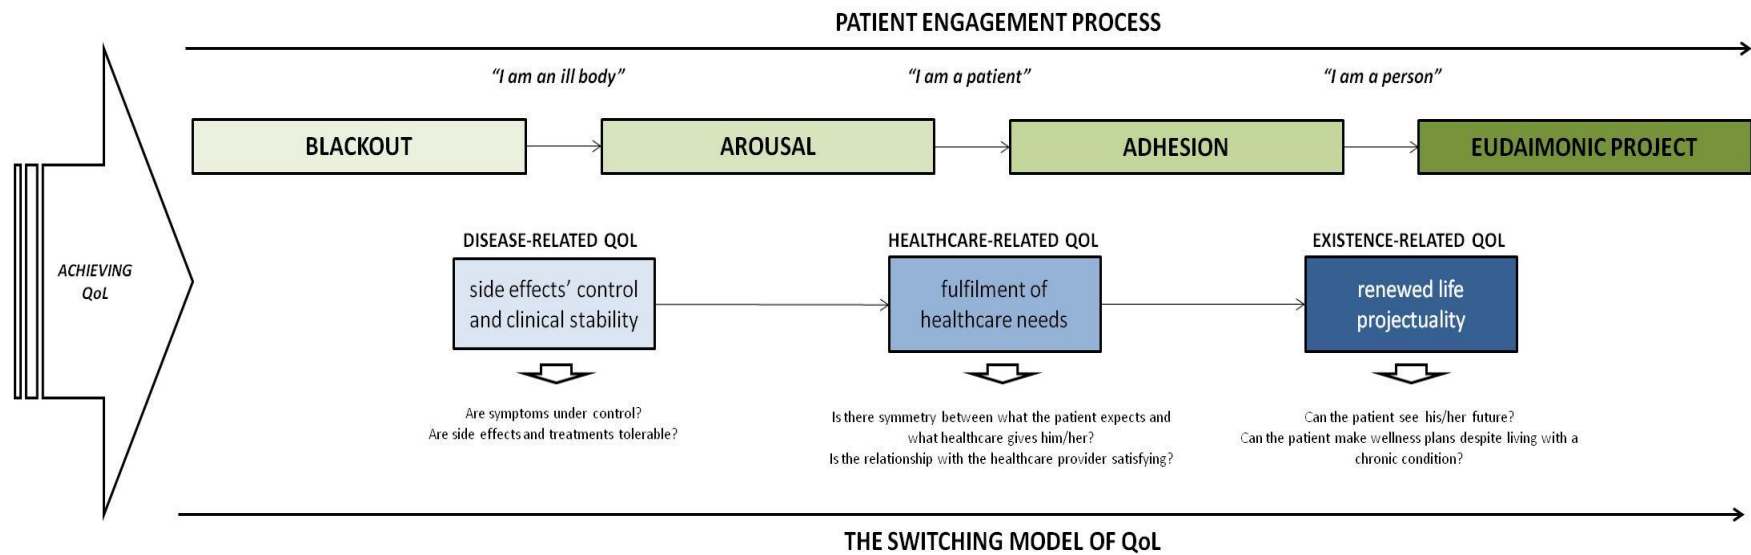 PATIENT ENGAGEMENT PROCESS
“I am an ill body”
“I am a patient”
“I am a person”
BLACKOUT
AROUSAL
ADHESION
EUDAIMONIC PROJECT
ACHIEVING
QoL
DISEASE-RELATED QOL
side effects’ control
and clinical stability
Are symptoms under control?
Are side effects and treatments tolerable?
HEALTHCARE-RELATED QOL
fulfilment of
healthcare needs
Is there symmetry between what the patient expects and
what healthcare gives him/her?
Is the relationship with the healthcare provider satisfying?
EXISTENCE-RELATED QOL
renewed life
projectuality
Can the patient see his/her future?
Can the patient make wellness plans despite living with a
chronic condition?
THE SWITCHING MODEL OF QoL